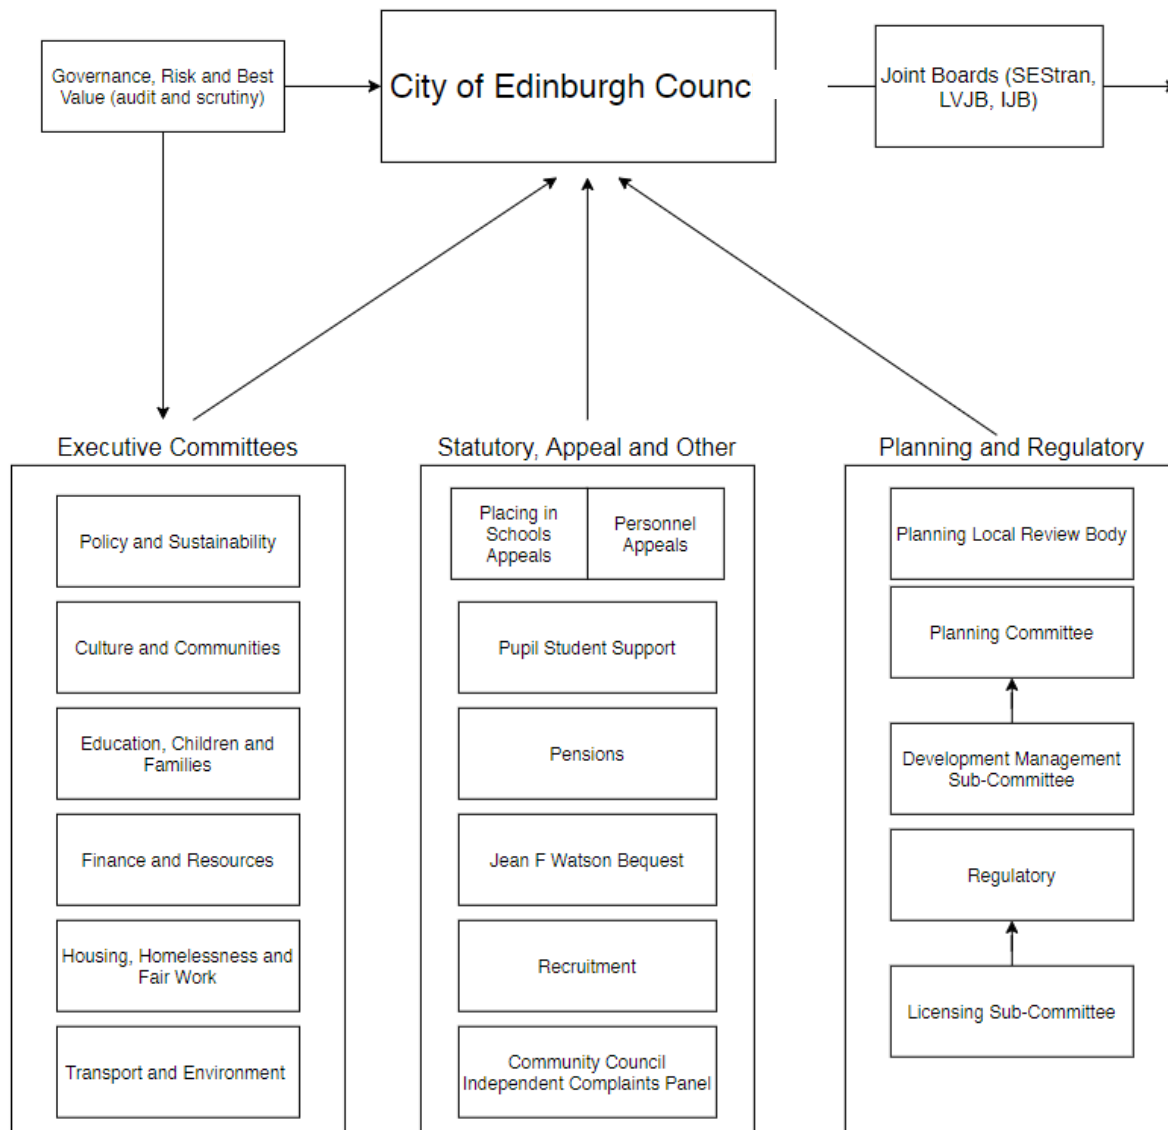 Governance, Risk and Best
Value (audit and scrutiny)
City of Edinburgh Counc
Joint Boards (SEStran,
LVJB, IJB)
Executive Committees
Policy and Sustainability
Culture and Communities
Education, Children and
Families
Finance and Resources
Housing, Homelessness and
Fair Work
Transport and Environment
Statutory, Appeal and Other
Placing in
Schools
Appeals
Personnel
Appeals
Pupil Student Support
Pensions
Jean F Watson Bequest
Recruitment
Community Council
Independent Complaints Panel
Planning and Regulatory
Planning Local Review Body
Planning Committee
Development Management
Sub-Committee
Regulatory
Licensing Sub-Committee